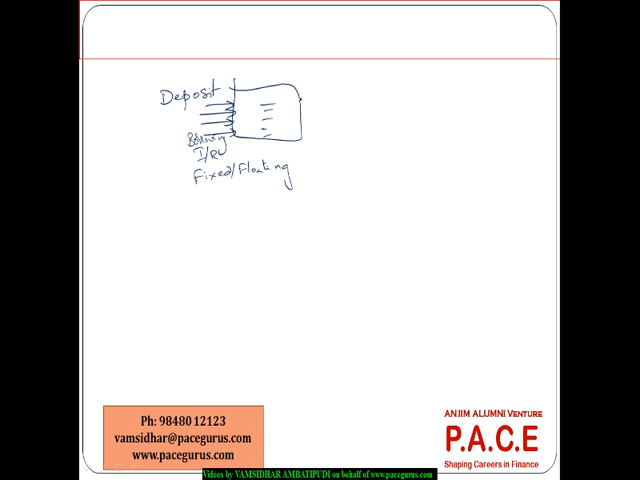 Deposit
Borrowing
I/R
Fixed/Floating
Ph: 98480 12123
vamsidhar@pacegurus.com
www.pacegurus.com
AN IIM ALUMNI VENTURE
P.A.C.E
Shaping Careers in Finance
Videos by VAMSIDHAR AMBATIPUDI on behalf of www.pacegurus.com